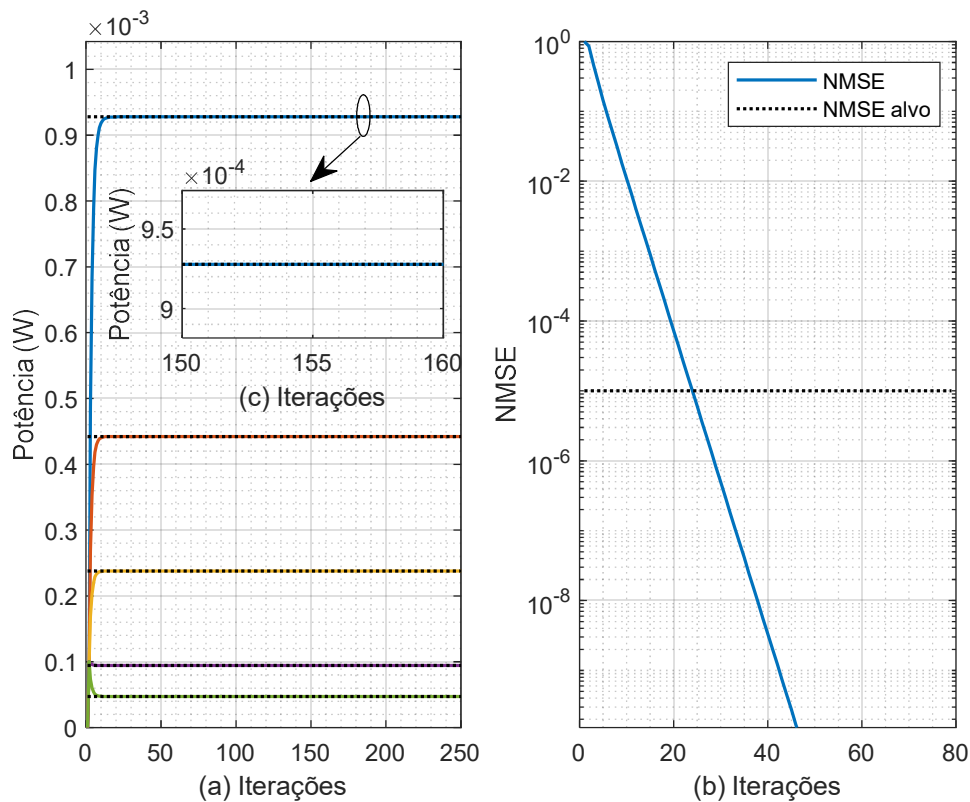 ×10⁻³
1
0.9
0.8
0.7
0.6
0.5
0.4
0.3
0.2
0.1
0
Potência (W)
0 50 100 150 200 250
(a) Iterações
×10⁻⁴
9.5
9
Potência (W)
150 155 160
(c) Iterações
10⁰
10⁻²
10⁻⁴
10⁻⁶
10⁻⁸
NMSE
NMSE
NMSE alvo
0 20 40 60 80
(b) Iterações